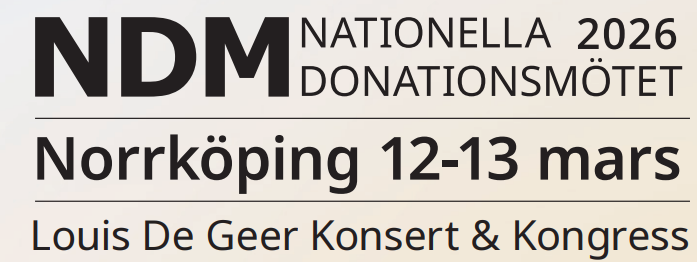 NDM NATIONELLA 2026
DONATIONSMÖTET
Norrköping 12-13 mars
Louis De Geer Konsert & Kongress